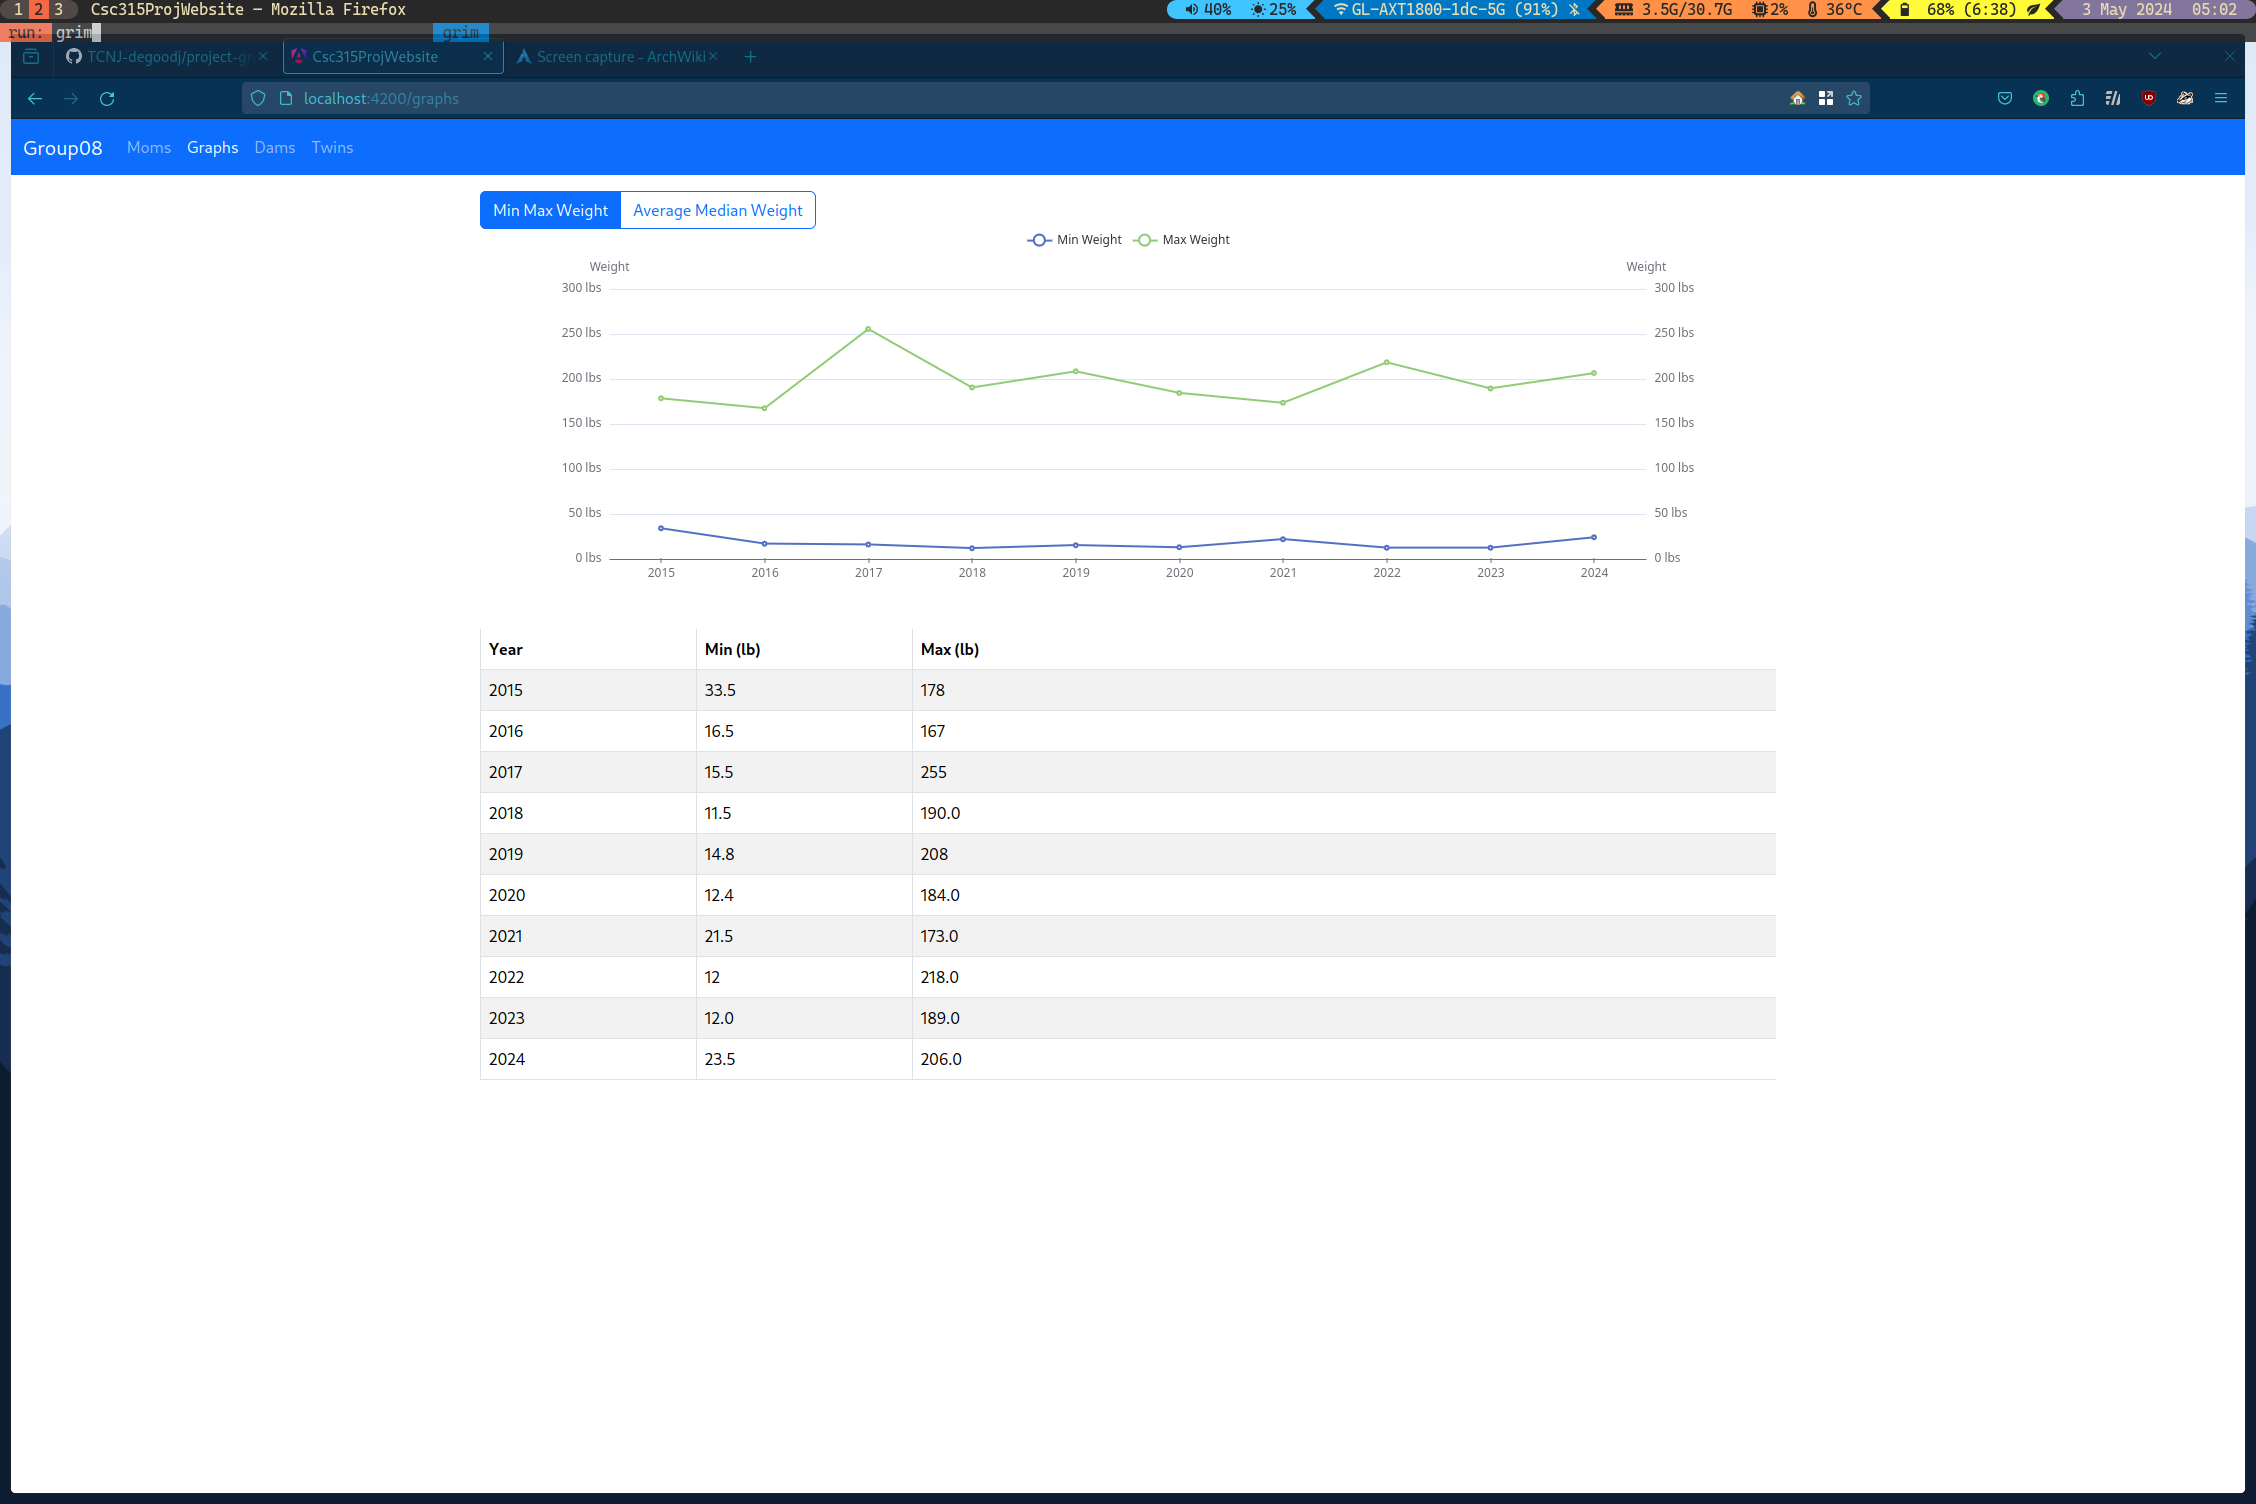 1 2 3 Csc315ProjWebsite — Mozilla Firefox 40% 25% GL-AXT1800-1dc-5G (91%) 3.5G/30.7G 2% 36°C 68% (6:38) 3 May 2024 05:02
run: grim grim
TCNJ-degoodj/project-gr Csc315ProjWebsite Screen capture - ArchWiki
localhost:4200/graphs
Group08 Moms Graphs Dams Twins
Min Max Weight Average Median Weight
Min Weight Max Weight
Weight Weight
300 lbs 300 lbs
250 lbs 250 lbs
200 lbs 200 lbs
150 lbs 150 lbs
100 lbs 100 lbs
50 lbs 50 lbs
0 lbs 0 lbs
2015 2016 2017 2018 2019 2020 2021 2022 2023 2024
Year Min (lb) Max (lb)
2015 33.5 178
2016 16.5 167
2017 15.5 255
2018 11.5 190.0
2019 14.8 208
2020 12.4 184.0
2021 21.5 173.0
2022 12 218.0
2023 12.0 189.0
2024 23.5 206.0